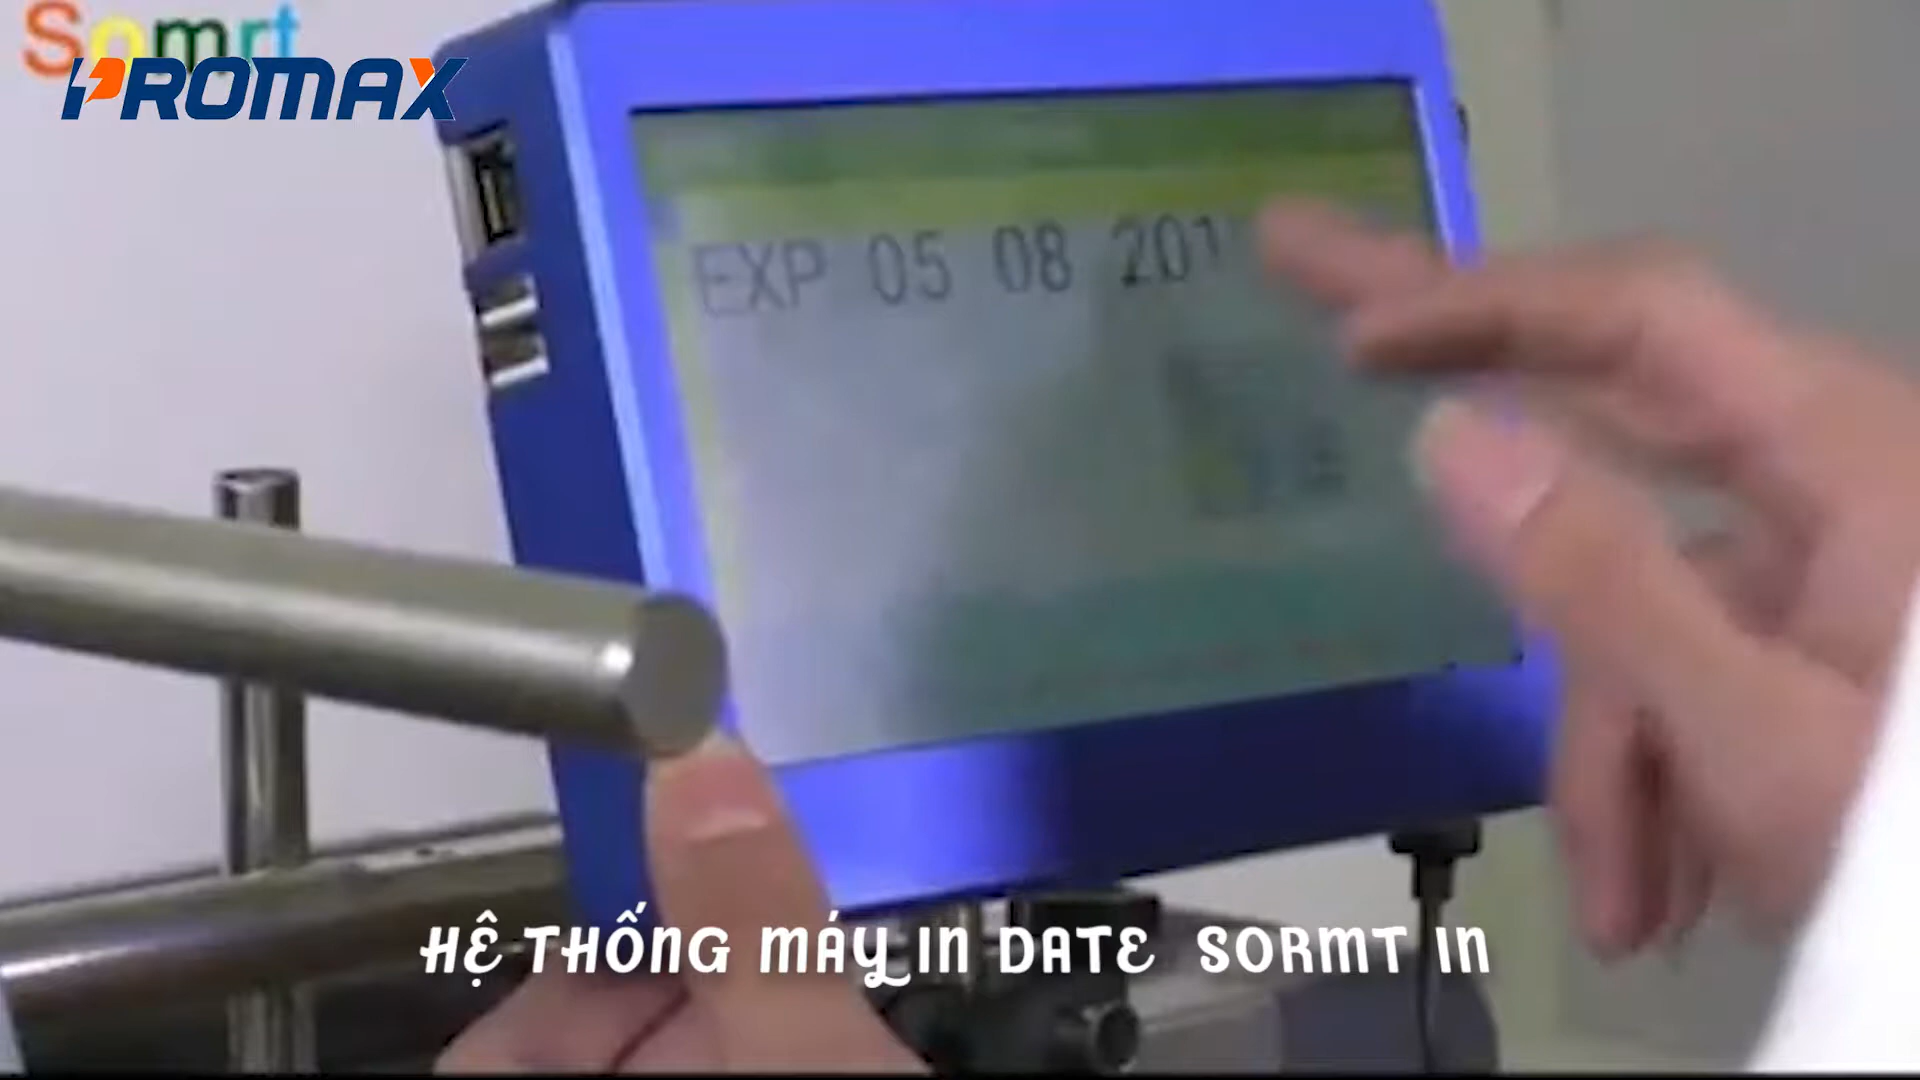 Somrt
PROMAX
EXP 05 08 201
HỆ THỐNG MÁY IN DATE SORMT IN